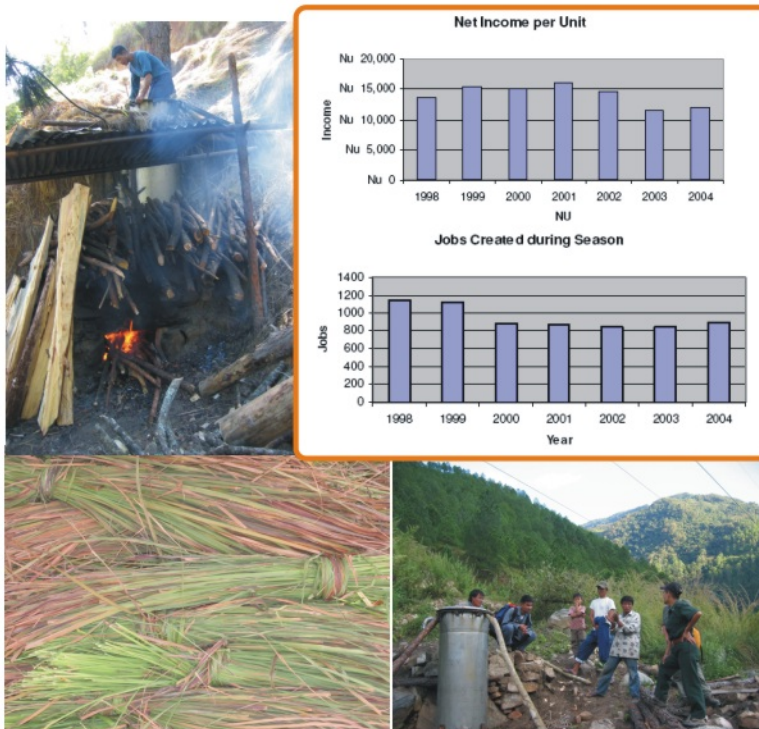 Net Income per Unit
Nu 20,000
Nu 15,000
Nu 10,000
Nu 5,000
Nu 0
Income
1998 1999 2000 2001 2002 2003 2004
NU
Jobs Created during Season
1400
1200
1000
800
600
400
200
0
Jobs
1998 1999 2000 2001 2002 2003 2004
Year